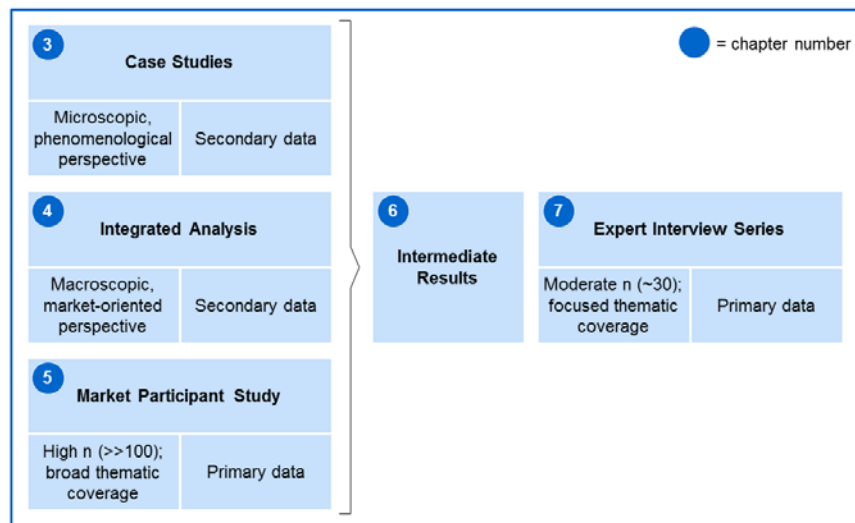 3
Case Studies
Microscopic,
phenomenological
perspective
Secondary data
= chapter number
4
Integrated Analysis
Macroscopic,
market-oriented
perspective
Secondary data
5
Market Participant Study
High n (>>100);
broad thematic
coverage
Primary data
6
Intermediate
Results
7
Expert Interview Series
Moderate n (~30);
focused thematic
coverage
Primary data